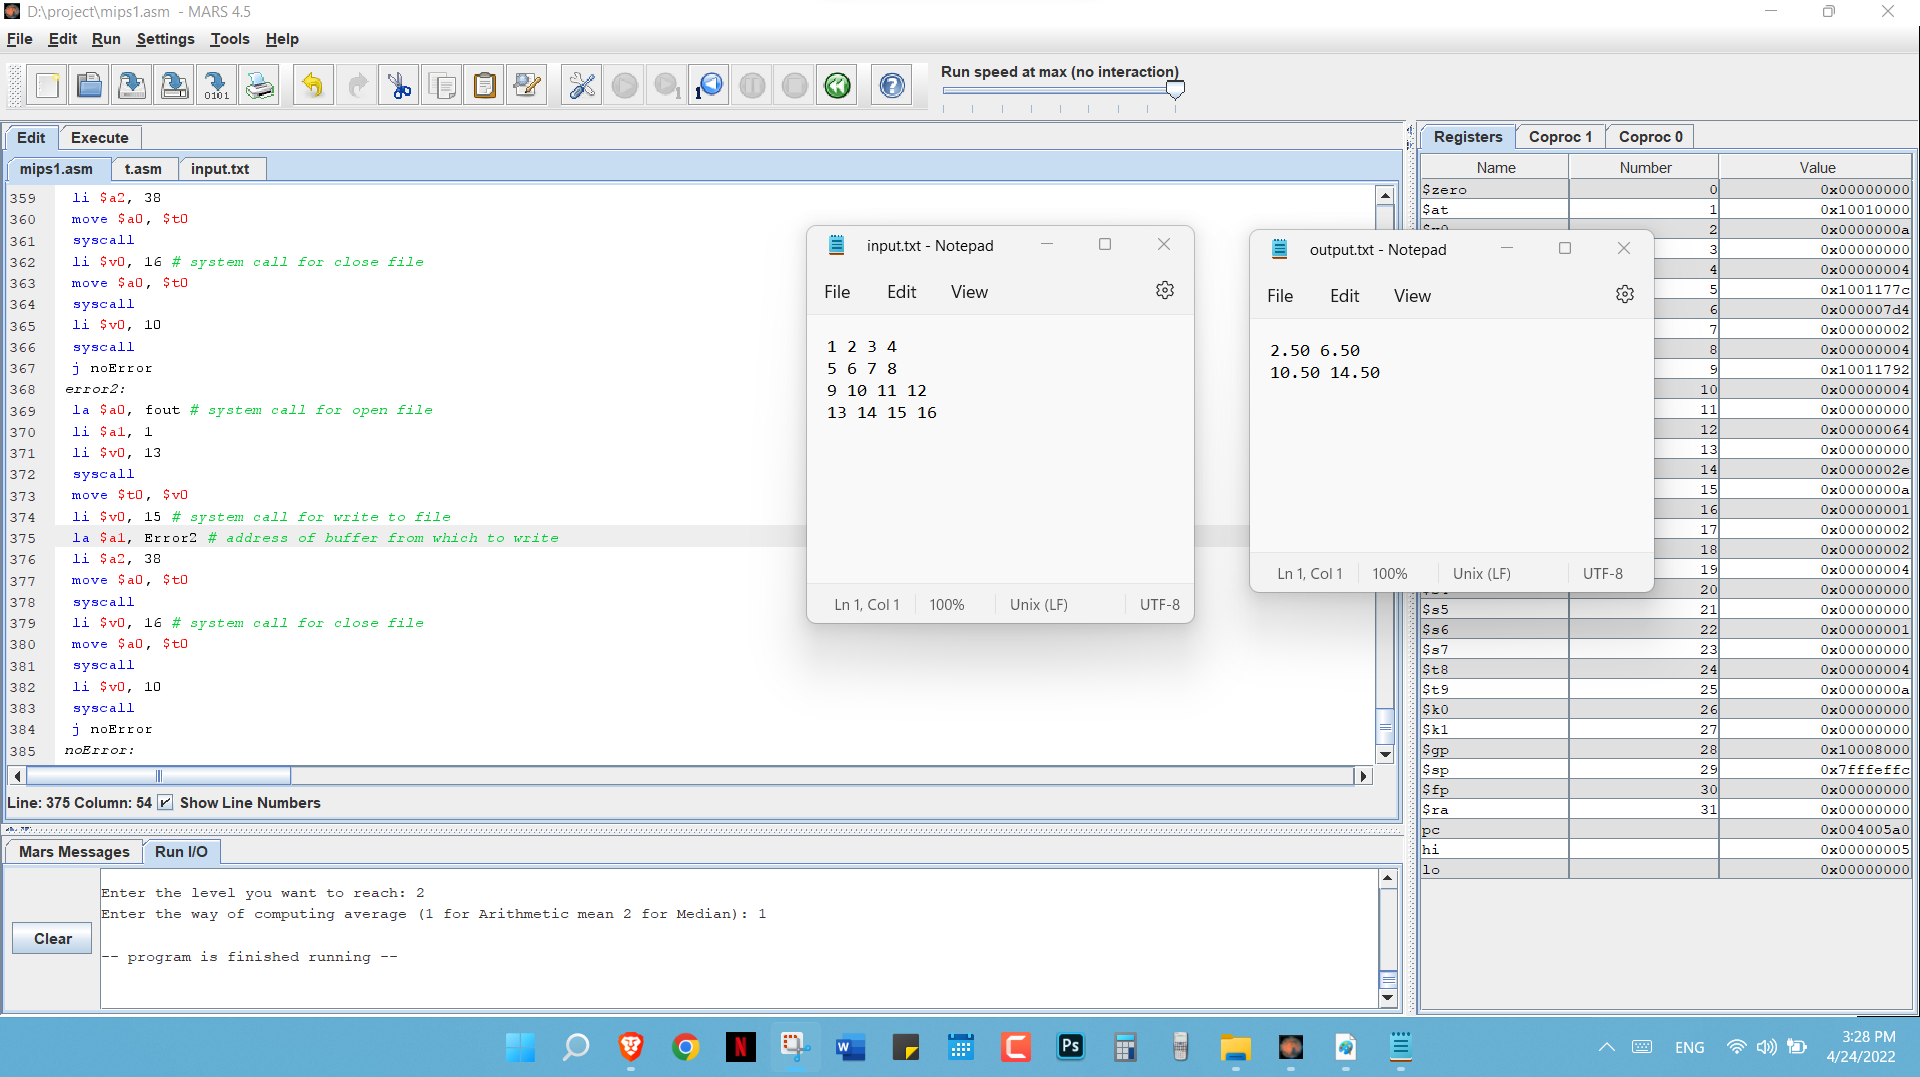 D:\project\mips1.asm - MARS 4.5
File Edit Run Settings Tools Help
Run speed at max (no interaction)
Edit Execute
mips1.asm t.asm input.txt
359 li $a2, 38
360 move $a0, $t0
361 syscall
362 li $v0, 16 # system call for close file
363 move $a0, $t0
364 syscall
365 li $v0, 10
366 syscall
367 j noError
368 error2:
369 la $a0, fout # system call for open file
370 li $a1, 1
371 li $v0, 13
372 syscall
373 move $t0, $v0
374 li $v0, 15 # system call for write to file
375 la $a1, Error2 # address of buffer from which to write
376 li $a2, 38
377 move $a0, $t0
378 syscall
379 li $v0, 16 # system call for close file
380 move $a0, $t0
381 syscall
382 li $v0, 10
383 syscall
384 j noError
385 noError:
Line: 375 Column: 54 Show Line Numbers
input.txt - Notepad
File Edit View
1 2 3 4
5 6 7 8
9 10 11 12
13 14 15 16
Ln 1, Col 1 100% Unix (LF) UTF-8
output.txt - Notepad
File Edit View
2.50 6.50
10.50 14.50
Ln 1, Col 1 100% Unix (LF) UTF-8
Registers Coproc 1 Coproc 0
Name Number Value
$zero 0 0x00000000
$at 1 0x10010000
2 0x0000000a
3 0x00000000
4 0x00000004
5 0x1001177c
6 0x000007d4
7 0x00000002
8 0x00000004
9 0x10011792
10 0x00000004
11 0x00000000
12 0x00000064
13 0x00000000
14 0x0000002e
15 0x0000000a
16 0x00000001
17 0x00000002
18 0x00000002
19 0x00000004
20 0x00000000
$s5 21 0x00000000
$s6 22 0x00000001
$s7 23 0x00000000
$t8 24 0x00000004
$t9 25 0x0000000a
$k0 26 0x00000000
$k1 27 0x00000000
$gp 28 0x10008000
$sp 29 0x7fffeffc
$fp 30 0x00000000
$ra 31 0x00000000
pc 0x004005a0
hi 0x00000005
lo 0x00000000
Mars Messages Run I/O
Clear
Enter the level you want to reach: 2
Enter the way of computing average (1 for Arithmetic mean 2 for Median): 1
-- program is finished running --
ENG
3:28 PM
4/24/2022